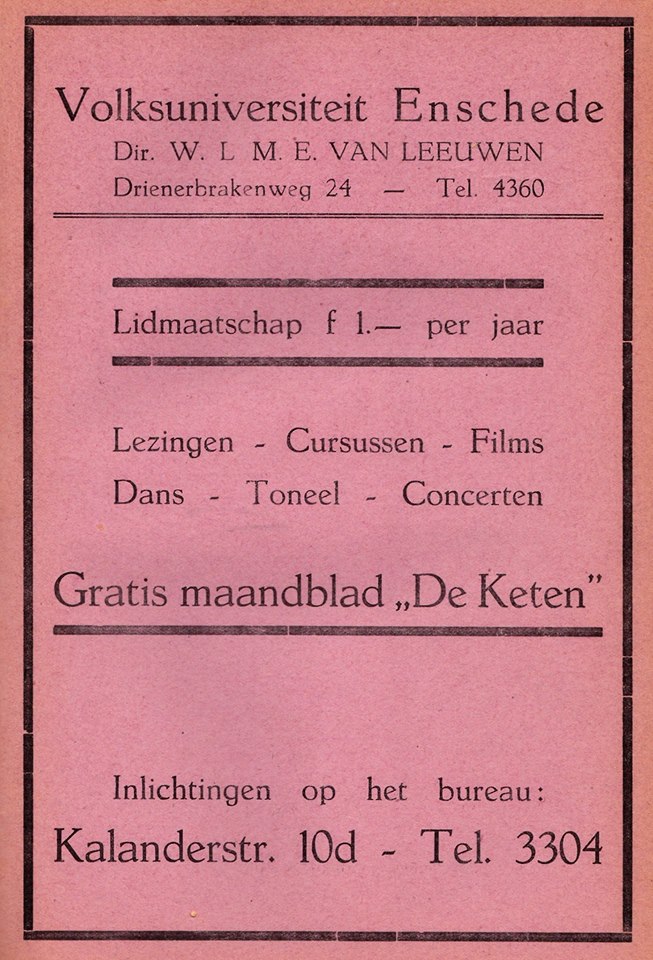 Volksuniversiteit Enschede
Dir. W. L M. E. VAN LEEUWEN
Drienerbrakenweg 24 — Tel. 4360
Lidmaatschap f 1.— per jaar
Lezingen - Cursussen - Films
Dans - Toneel - Concerten
Gratis maandblad „De Keten”
Inlichtingen op het bureau:
Kalanderstr. 10d - Tel. 3304